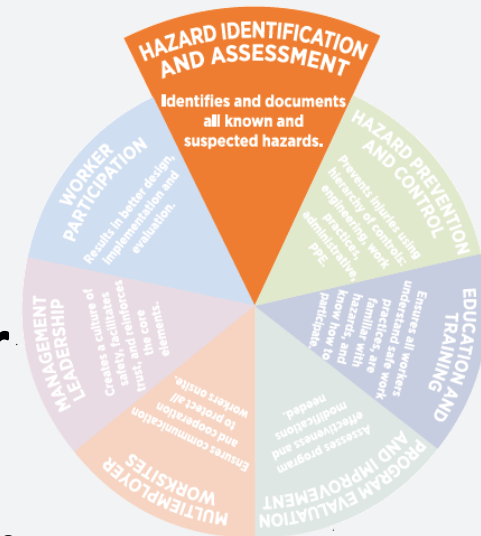 HAZARD IDENTIFICATION
AND ASSESSMENT
Identifies and documents
all known and
suspected hazards.
HAZARD PREVENTION
AND CONTROL
Prevents injuries using
hierarchy of controls:
engineering, work
practices,
administrative,
PPE.
EDUCATION AND
TRAINING
Ensures all workers
understand safe work
practices, are
familiar with
hazards, and
know how to
participate.
PROGRAM EVALUATION
AND IMPROVEMENT
Assesses program
effectiveness and
modifications
needed.
MULTIEMPLOYER
WORKSITES
Ensures communication
and cooperation
to protect all
workers onsite.
MANAGEMENT
LEADERSHIP
Creates a culture of
safety, facilitates
trust, and reinforces
the core
elements.
WORKER
PARTICIPATION
Results in better design,
implementation and
evaluation.